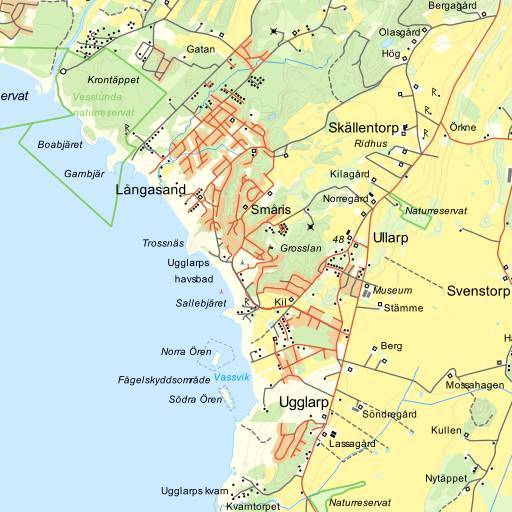 Bergagård
Olasgård
Gatan
Hög
Krontäppet
ervat
Vesslunda
naturreservat
Skällentorp
Örkne
Boabjäret
Ridhus
Gambjär
Kilagård
Långasand
Norregård
Smäris
Naturreservat
Trossnäs
Grosslan
48
Ullarp
Ugglarps
havsbad
Museum
Svenstorp
Sallebjäret
Kil
Stämme
Norra Ören
Berg
Fågelskyddsområde
Vassvik
Mossahagen
Södra Ören
Ugglarp
Söndregård
Kullen
Lassagård
Nytäppet
Ugglarps kvarn
Naturreservat
Kvarntorpet